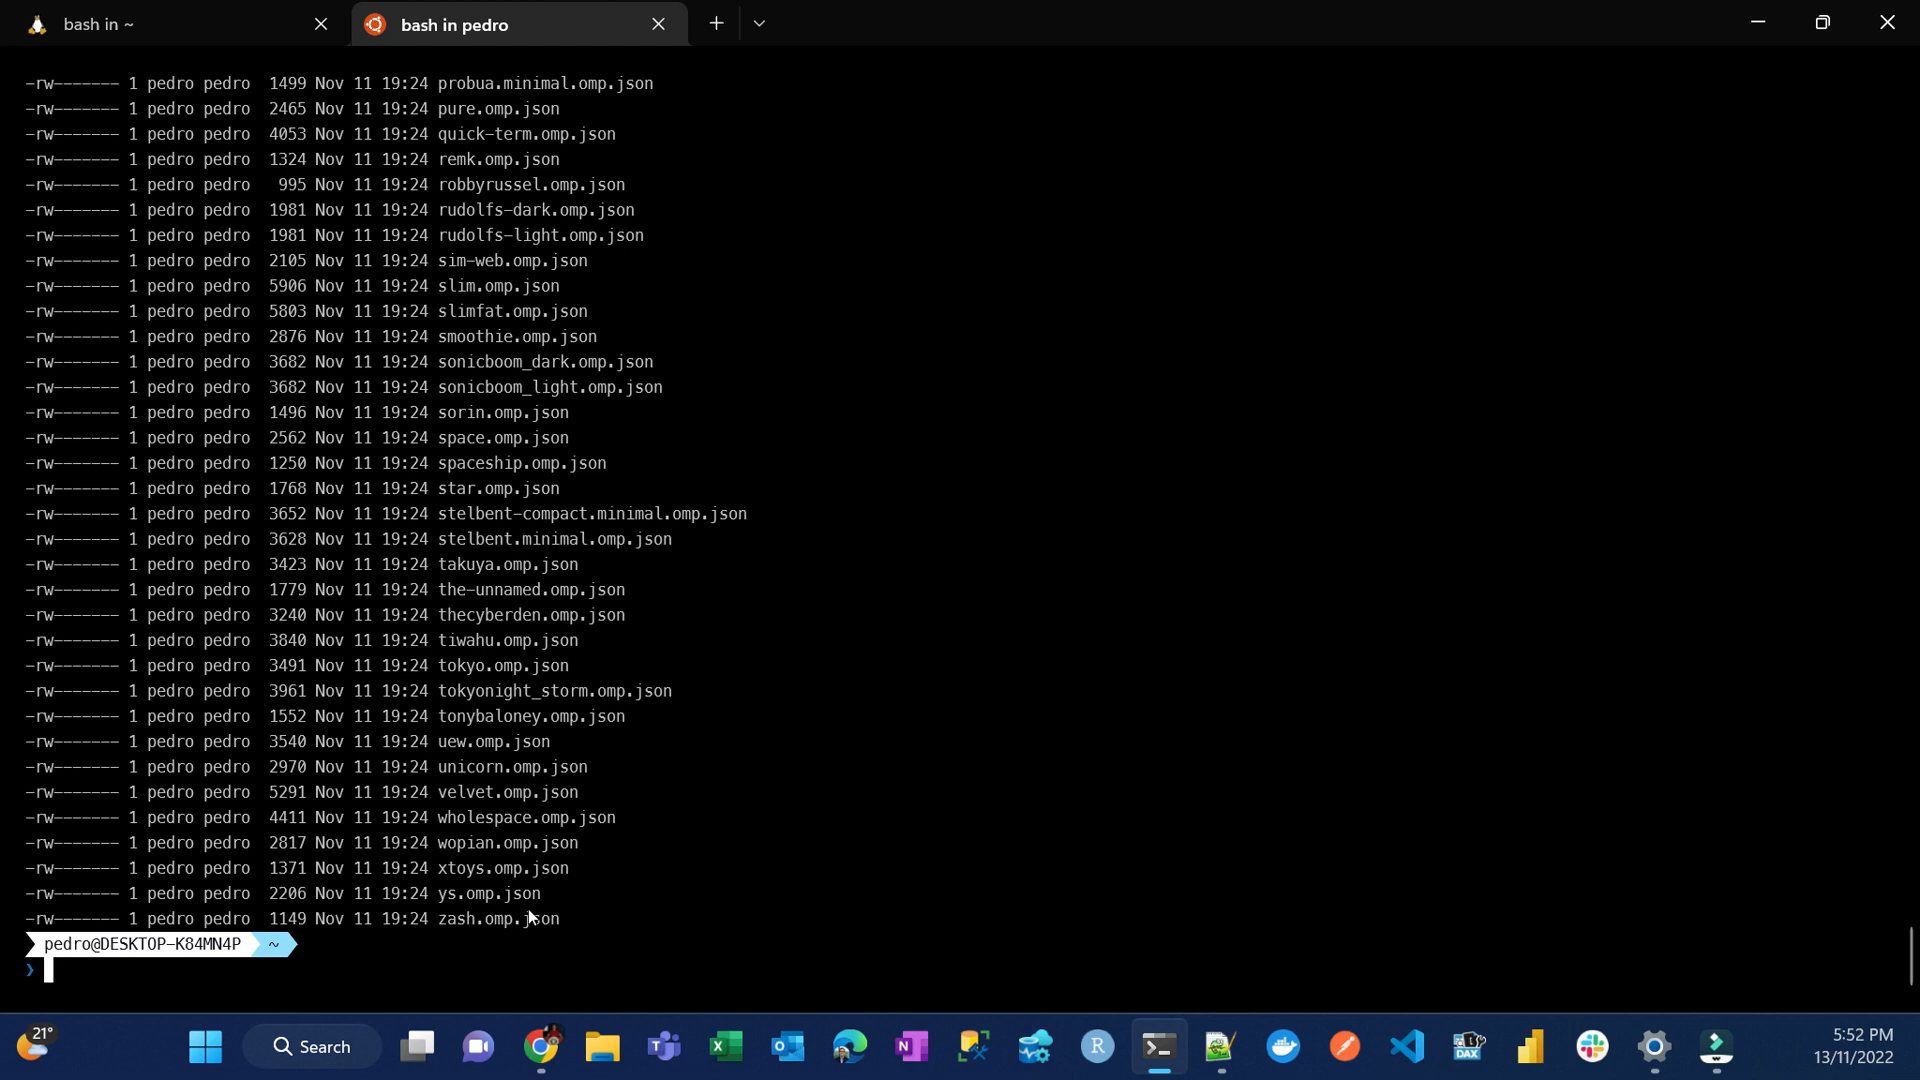 bash in ~
bash in pedro
-rw------- 1 pedro pedro  1499 Nov 11 19:24 probua.minimal.omp.json
-rw------- 1 pedro pedro  2465 Nov 11 19:24 pure.omp.json
-rw------- 1 pedro pedro  4053 Nov 11 19:24 quick-term.omp.json
-rw------- 1 pedro pedro  1324 Nov 11 19:24 remk.omp.json
-rw------- 1 pedro pedro   995 Nov 11 19:24 robbyrussel.omp.json
-rw------- 1 pedro pedro  1981 Nov 11 19:24 rudolfs-dark.omp.json
-rw------- 1 pedro pedro  1981 Nov 11 19:24 rudolfs-light.omp.json
-rw------- 1 pedro pedro  2105 Nov 11 19:24 sim-web.omp.json
-rw------- 1 pedro pedro  5906 Nov 11 19:24 slim.omp.json
-rw------- 1 pedro pedro  5803 Nov 11 19:24 slimfat.omp.json
-rw------- 1 pedro pedro  2876 Nov 11 19:24 smoothie.omp.json
-rw------- 1 pedro pedro  3682 Nov 11 19:24 sonicboom_dark.omp.json
-rw------- 1 pedro pedro  3682 Nov 11 19:24 sonicboom_light.omp.json
-rw------- 1 pedro pedro  1496 Nov 11 19:24 sorin.omp.json
-rw------- 1 pedro pedro  2562 Nov 11 19:24 space.omp.json
-rw------- 1 pedro pedro  1250 Nov 11 19:24 spaceship.omp.json
-rw------- 1 pedro pedro  1768 Nov 11 19:24 star.omp.json
-rw------- 1 pedro pedro  3652 Nov 11 19:24 stelbent-compact.minimal.omp.json
-rw------- 1 pedro pedro  3628 Nov 11 19:24 stelbent.minimal.omp.json
-rw------- 1 pedro pedro  3423 Nov 11 19:24 takuya.omp.json
-rw------- 1 pedro pedro  1779 Nov 11 19:24 the-unnamed.omp.json
-rw------- 1 pedro pedro  3240 Nov 11 19:24 thecyberden.omp.json
-rw------- 1 pedro pedro  3840 Nov 11 19:24 tiwahu.omp.json
-rw------- 1 pedro pedro  3491 Nov 11 19:24 tokyo.omp.json
-rw------- 1 pedro pedro  3961 Nov 11 19:24 tokyonight_storm.omp.json
-rw------- 1 pedro pedro  1552 Nov 11 19:24 tonybaloney.omp.json
-rw------- 1 pedro pedro  3540 Nov 11 19:24 uew.omp.json
-rw------- 1 pedro pedro  2970 Nov 11 19:24 unicorn.omp.json
-rw------- 1 pedro pedro  5291 Nov 11 19:24 velvet.omp.json
-rw------- 1 pedro pedro  4411 Nov 11 19:24 wholespace.omp.json
-rw------- 1 pedro pedro  2817 Nov 11 19:24 wopian.omp.json
-rw------- 1 pedro pedro  1371 Nov 11 19:24 xtoys.omp.json
-rw------- 1 pedro pedro  2206 Nov 11 19:24 ys.omp.json
-rw------- 1 pedro pedro  1149 Nov 11 19:24 zash.omp.json
pedro@DESKTOP-K84MN4P ~
❯
21°
Search
DAX
5:52 PM
13/11/2022